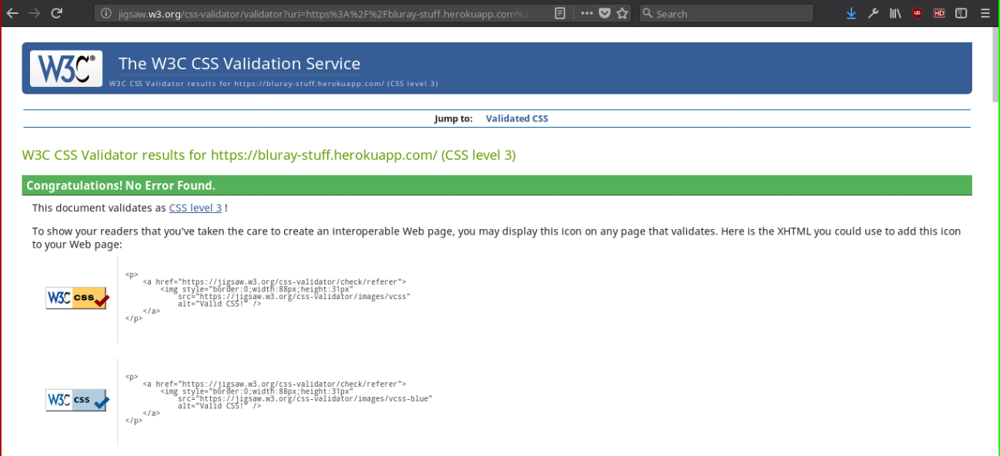 jigsaw.w3.org/css-validator/validator?uri=https%3A%2F%2Fbluray-stuff.herokuapp.com%2
Search
UD
HD
W3C®
The W3C CSS Validation Service
W3C CSS Validator results for https://bluray-stuff.herokuapp.com/ (CSS level 3)
Jump to: Validated CSS
W3C CSS Validator results for https://bluray-stuff.herokuapp.com/ (CSS level 3)
Congratulations! No Error Found.
This document validates as CSS level 3 !
To show your readers that you've taken the care to create an interoperable Web page, you may display this icon on any page that validates. Here is the XHTML you could use to add this icon
to your Web page:
W3C css
<p>
<a href="https://jigsaw.w3.org/css-validator/check/referer">
<img style="border:0;width:88px;height:31px"
src="https://jigsaw.w3.org/css-validator/images/vcss"
alt="Valid CSS!" />
</a>
</p>
W3C css
<p>
<a href="https://jigsaw.w3.org/css-validator/check/referer">
<img style="border:0;width:88px;height:31px"
src="https://jigsaw.w3.org/css-validator/images/vcss-blue"
alt="Valid CSS!" />
</a>
</p>